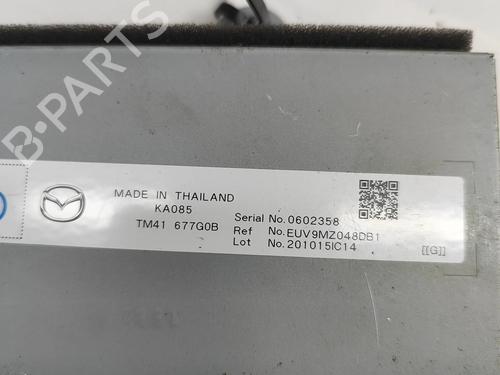 B-PARTS
MADE IN THAILAND
KA085
TM41 677G0B
Serial No.0602358
Ref No.EUV9MZ048DB1
Lot No.201015IC14
[[G]]